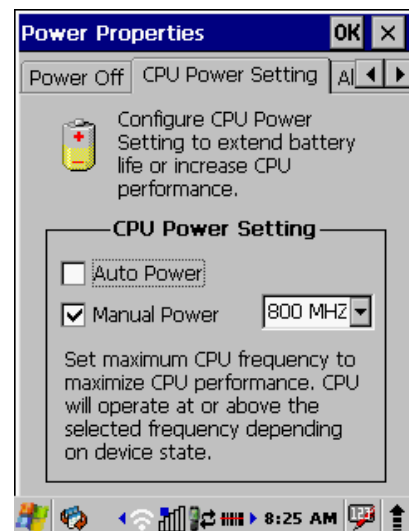 Power Properties OK ×
Power Off CPU Power Setting Al
Configure CPU Power
Setting to extend battery
life or increase CPU
performance.
CPU Power Setting
Auto Power
Manual Power 800 MHZ
Set maximum CPU frequency to
maximize CPU performance. CPU
will operate at or above the
selected frequency depending
on device state.
8:25 AM 123